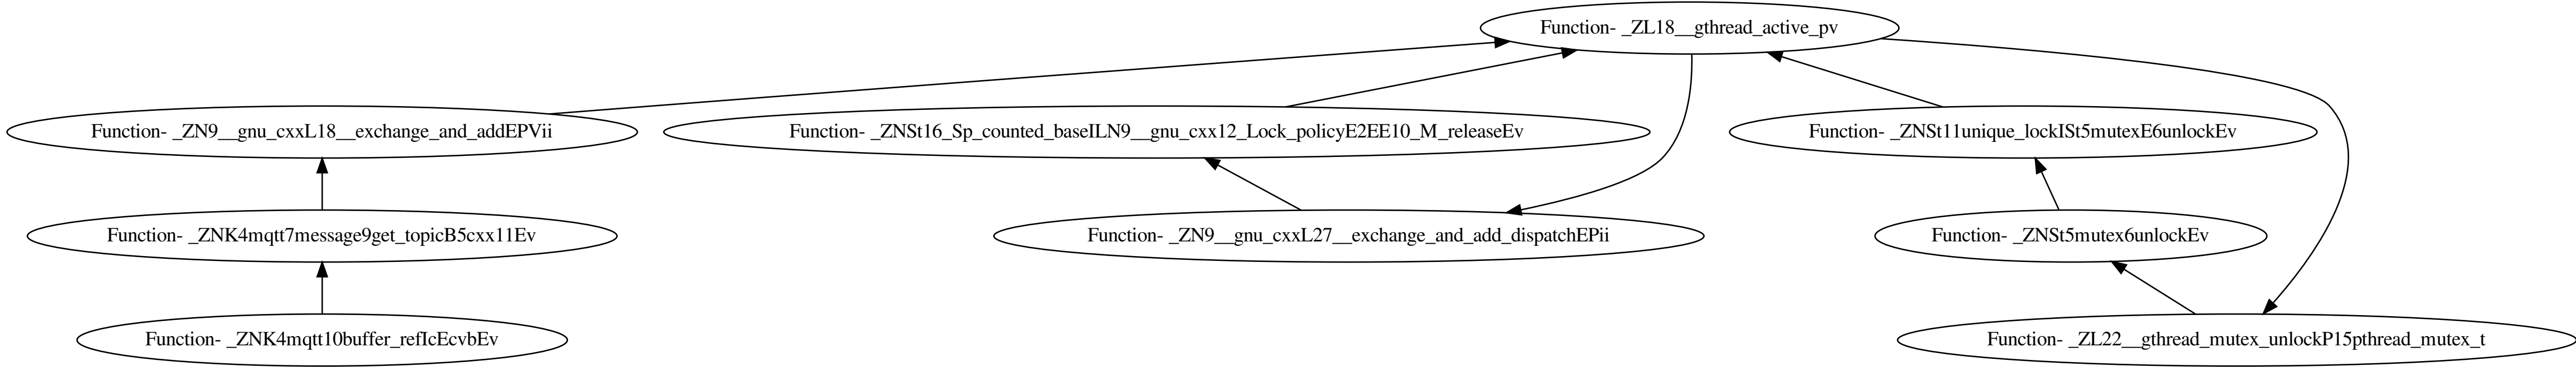 Function- _ZL18__gthread_active_pv
Function- _ZN9__gnu_cxxL18__exchange_and_addEPVii
Function- _ZNSt16_Sp_counted_baseILN9__gnu_cxx12_Lock_policyE2EE10_M_releaseEv
Function- _ZNSt11unique_lockISt5mutexE6unlockEv
Function- _ZNK4mqtt7message9get_topicB5cxx11Ev
Function- _ZN9__gnu_cxxL27__exchange_and_add_dispatchEPii
Function- _ZNSt5mutex6unlockEv
Function- _ZNK4mqtt10buffer_refIcEcvbEv
Function- _ZL22__gthread_mutex_unlockP15pthread_mutex_t